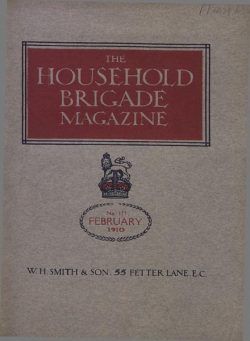 THE
HOUSEHOLD
BRIGADE
MAGAZINE
FEBRUARY
1910
W. H. SMITH & SON. 55 FETTER LANE, E.C.